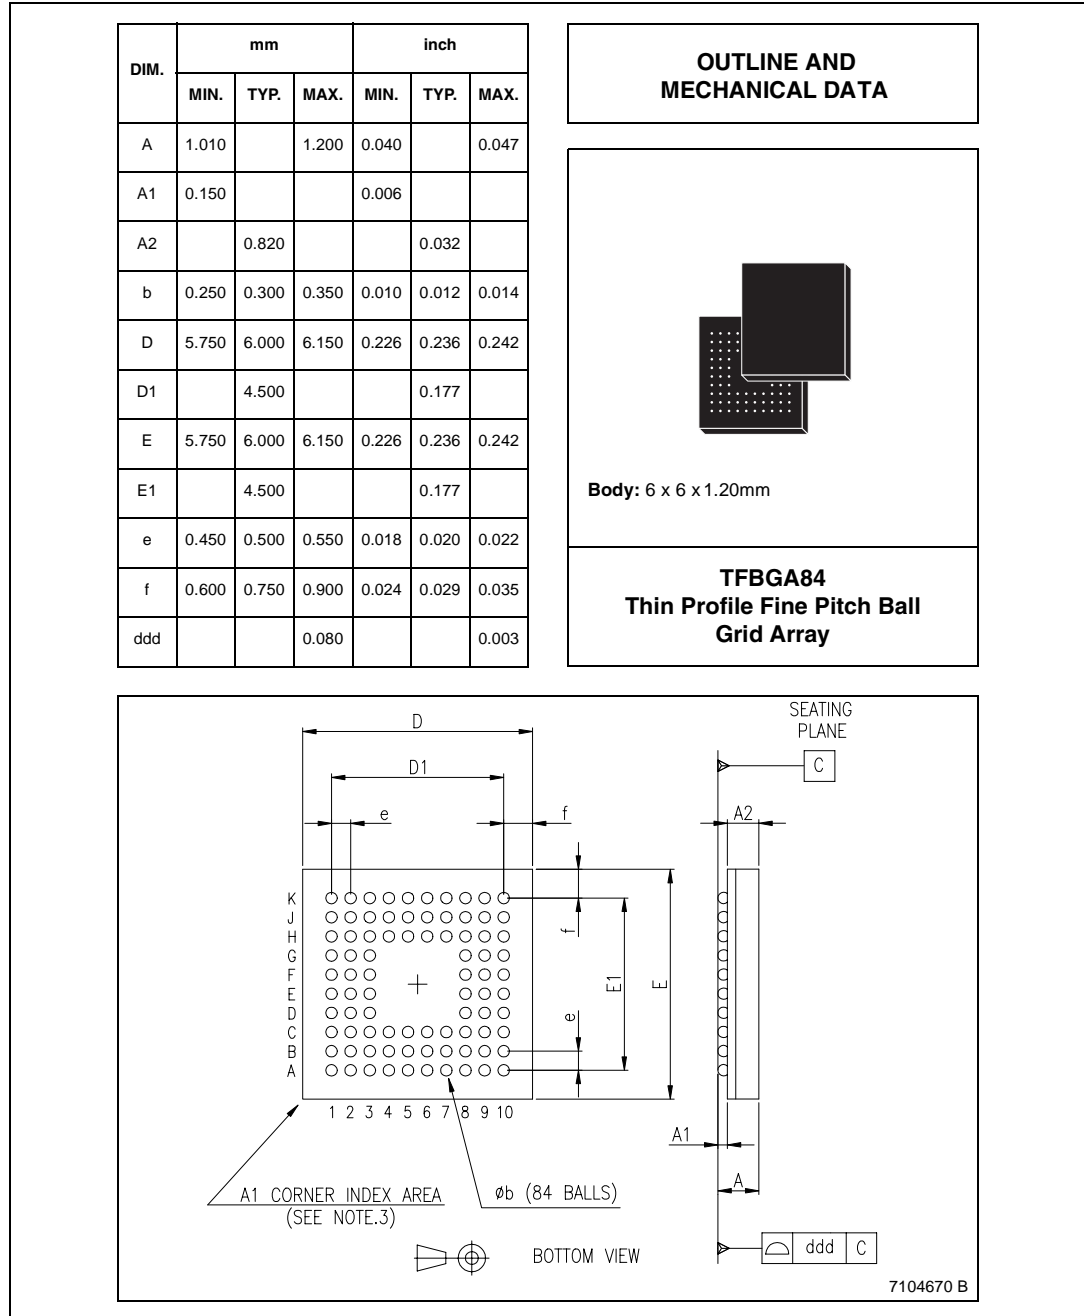 DIM. mm inch
MIN. TYP. MAX. MIN. TYP. MAX.
A 1.010 1.200 0.040 0.047
A1 0.150 0.006
A2 0.820 0.032
b 0.250 0.300 0.350 0.010 0.012 0.014
D 5.750 6.000 6.150 0.226 0.236 0.242
D1 4.500 0.177
E 5.750 6.000 6.150 0.226 0.236 0.242
E1 4.500 0.177
e 0.450 0.500 0.550 0.018 0.020 0.022
f 0.600 0.750 0.900 0.024 0.029 0.035
ddd 0.080 0.003
OUTLINE AND
MECHANICAL DATA
Body: 6 x 6 x 1.20mm
TFBGA84
Thin Profile Fine Pitch Ball
Grid Array
D
D1
e
f
K
J
H
G
F
E
D
C
B
A
1 2 3 4 5 6 7 8 9 10
f
E1
E
e
A1 CORNER INDEX AREA
(SEE NOTE.3)
øb (84 BALLS)
BOTTOM VIEW
SEATING
PLANE
C
A2
A1
A
ddd C
7104670 B